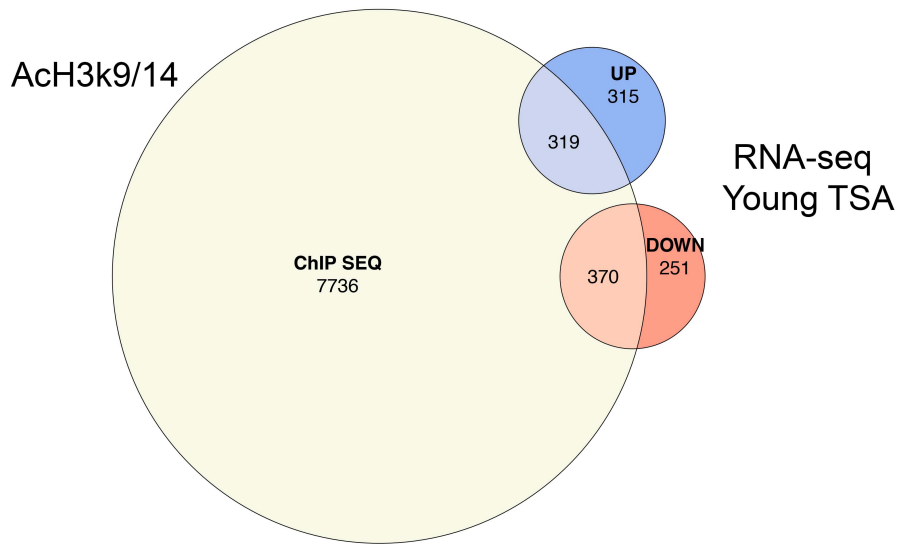 AcH3k9/14
UP
315
319
RNA-seq
Young TSA
DOWN
251
370
ChIP SEQ
7736